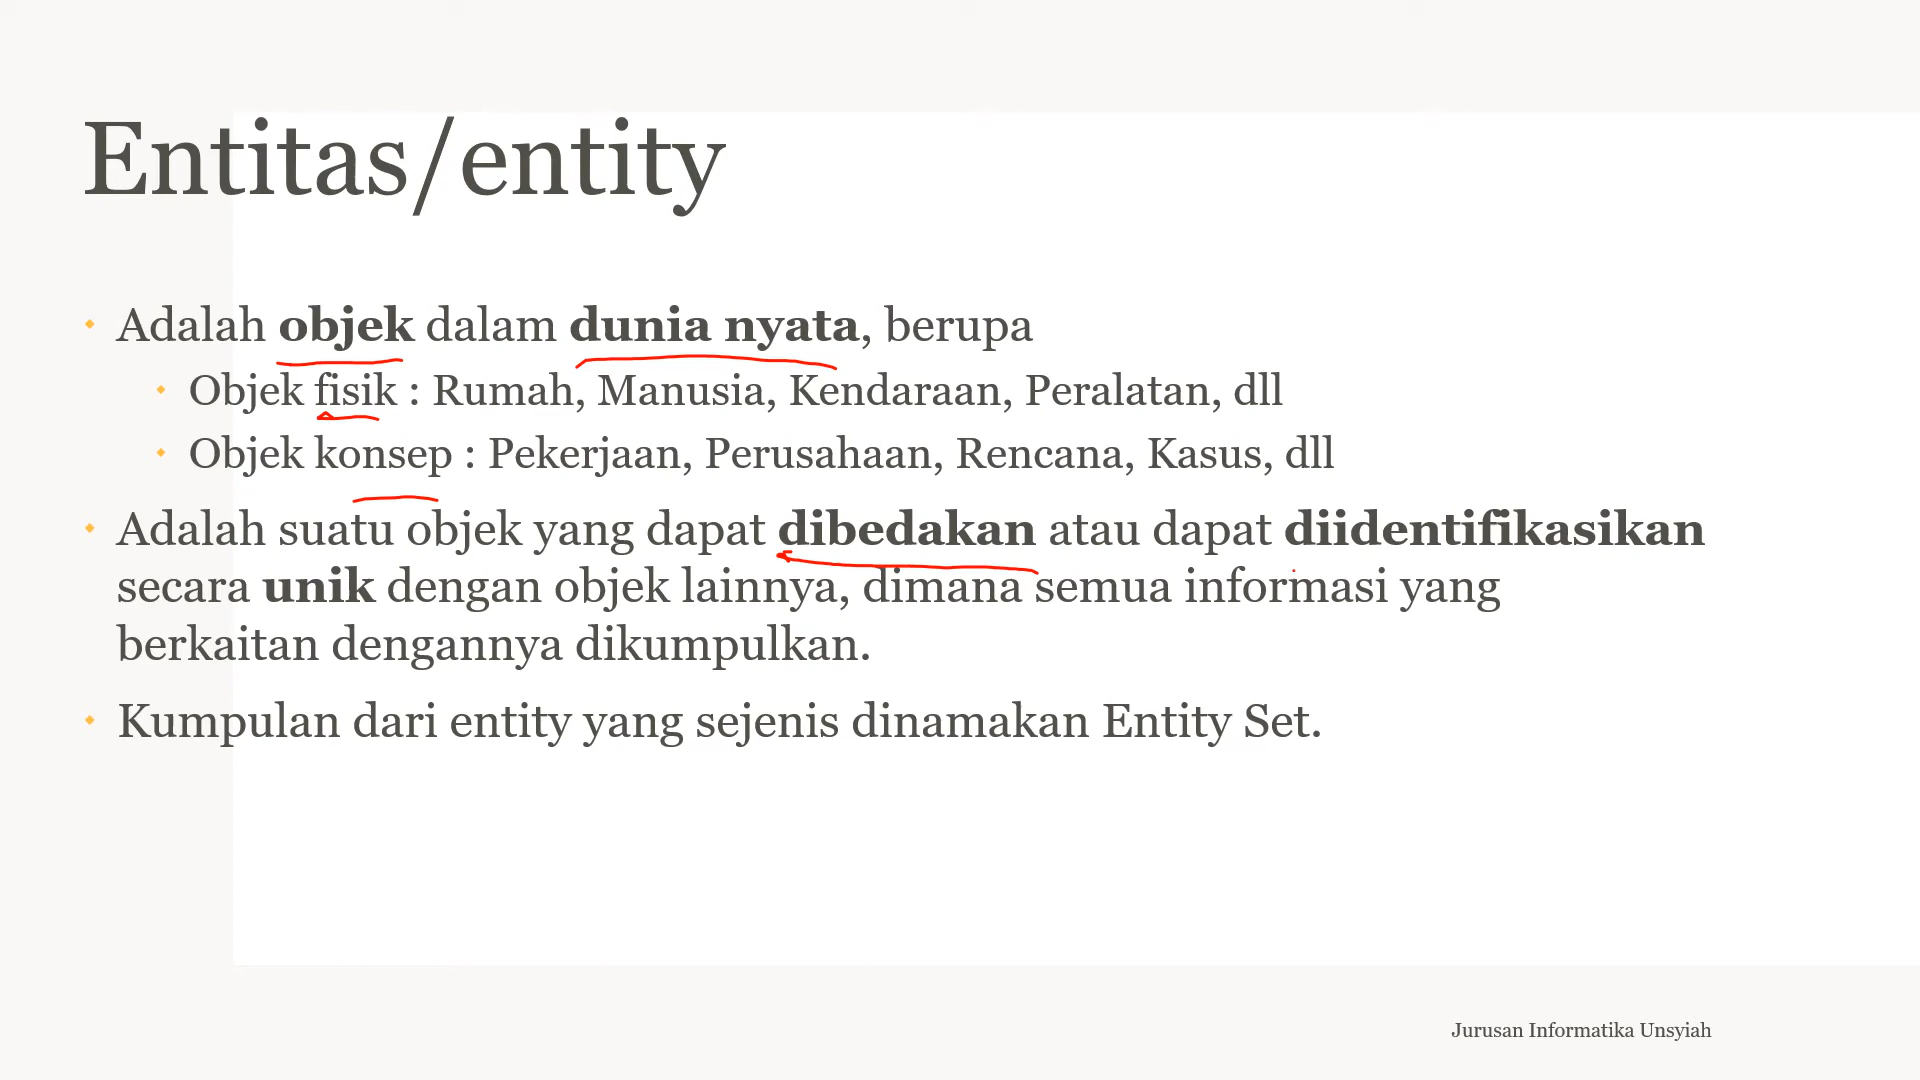 Entitas/entity
Adalah objek dalam dunia nyata, berupa
Objek fisik : Rumah, Manusia, Kendaraan, Peralatan, dll
Objek konsep : Pekerjaan, Perusahaan, Rencana, Kasus, dll
Adalah suatu objek yang dapat dibedakan atau dapat diidentifikasikan
secara unik dengan objek lainnya, dimana semua informasi yang
berkaitan dengannya dikumpulkan.
Kumpulan dari entity yang sejenis dinamakan Entity Set.
Jurusan Informatika Unsyiah